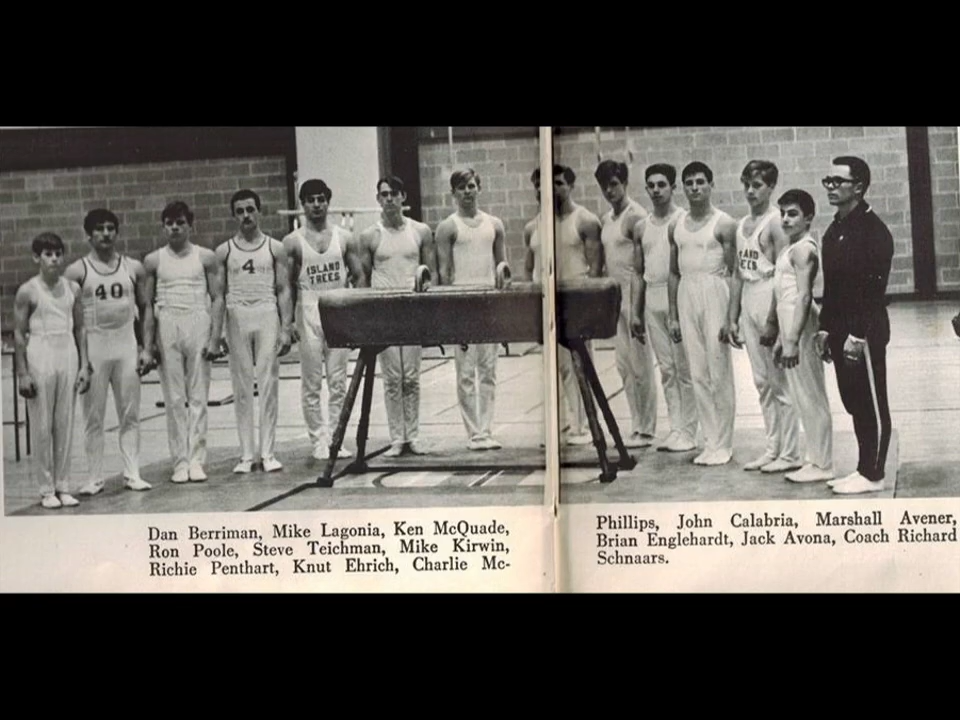 40
4
ISLAND
TREES
Dan Berriman, Mike Lagonia, Ken McQuade,
Ron Poole, Steve Teichman, Mike Kirwin,
Richie Penthart, Knut Ehrich, Charlie Mc-
Phillips, John Calabria, Marshall Avener,
Brian Englehardt, Jack Avona, Coach Richard
Schnaars.